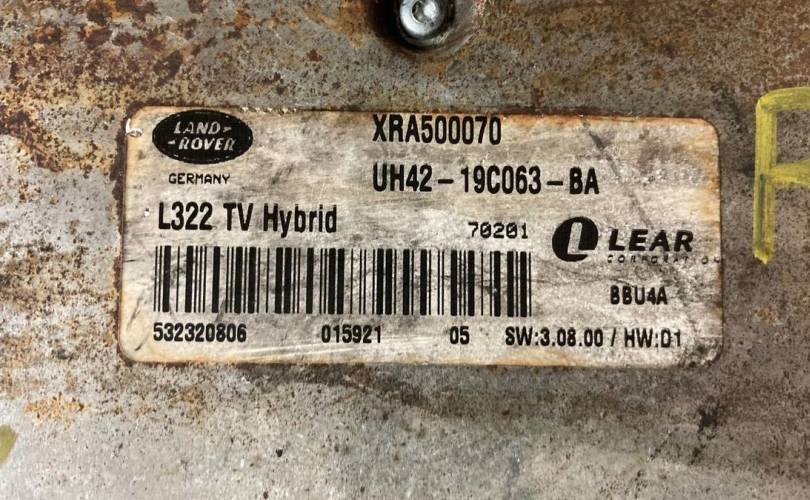 LAND-
-ROVER
XRA500070
GERMANY
UH42-19C063-BA
L322 TV Hybrid
70201
LEAR
CORPORATION
BBU4A
532320806 015921 05 SW:3.08.00 / HW:D1